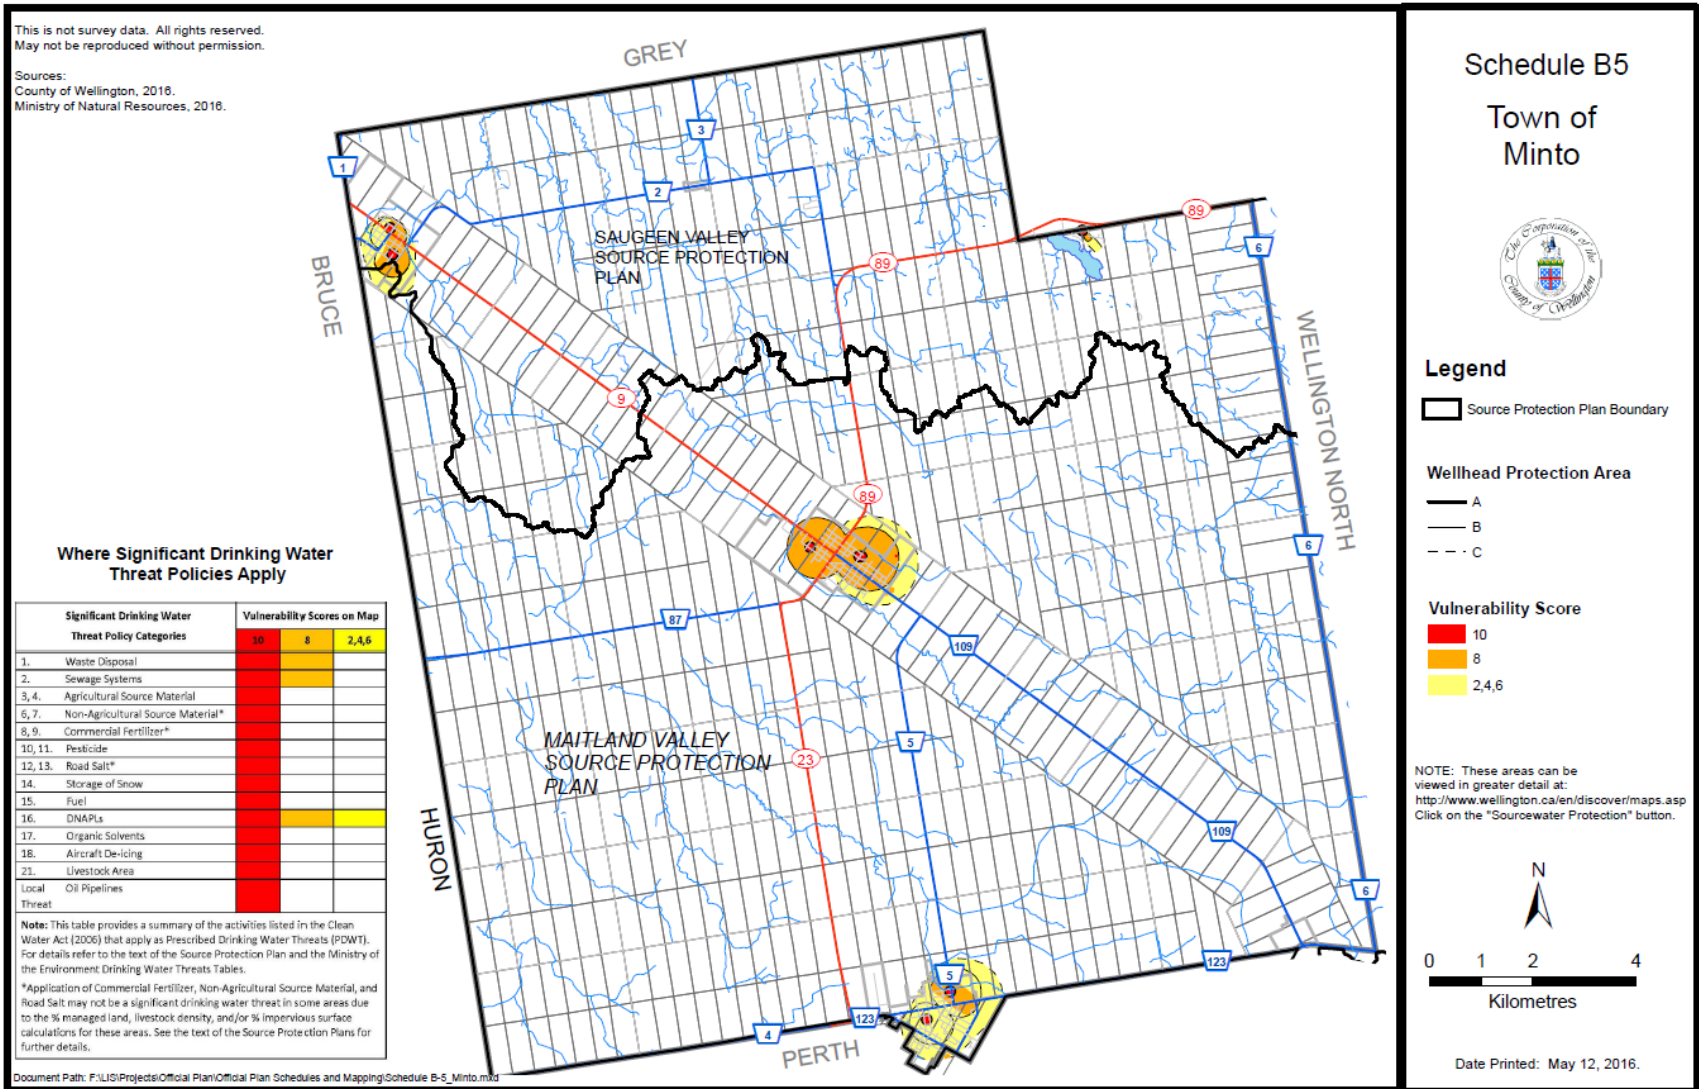 This is not survey data. All rights reserved.
May not be reproduced without permission.
Sources:
County of Wellington, 2016.
Ministry of Natural Resources, 2016.
GREY
BRUCE
HURON
PERTH
WELLINGTON NORTH
SAUGEEN VALLEY
SOURCE PROTECTION
PLAN
MAITLAND VALLEY
SOURCE PROTECTION
PLAN
1
3
2
89
89
6
9
89
6
87
109
5
23
109
6
123
5
123
4
Where Significant Drinking Water
Threat Policies Apply
Significant Drinking Water
Threat Policy Categories
Vulnerability Scores on Map
10 8 2,4,6
1. Waste Disposal
2. Sewage Systems
3, 4. Agricultural Source Material
6, 7. Non-Agricultural Source Material*
8, 9. Commercial Fertilizer*
10, 11. Pesticide
12, 13. Road Salt*
14. Storage of Snow
15. Fuel
16. DNAPLs
17. Organic Solvents
18. Aircraft De-icing
21. Livestock Area
Local Oil Pipelines
Threat
Note: This table provides a summary of the activities listed in the Clean
Water Act (2006) that apply as Prescribed Drinking Water Threats (PDWT).
For details refer to the text of the Source Protection Plan and the Ministry of
the Environment Drinking Water Threats Tables.
*Application of Commercial Fertilizer, Non-Agricultural Source Material, and
Road Salt may not be a significant drinking water threat in some areas due
to the % managed land, livestock density, and/or % impervious surface
calculations for these areas. See the text of the Source Protection Plans for
further details.
Document Path: F:\LIS\Projects\Official Plan\Official Plan Schedules and Mapping\Schedule B-5_Minto.mxd
Schedule B5
Town of
Minto
The Corporation of the
County of Wellington
Legend
Source Protection Plan Boundary
Wellhead Protection Area
A
B
C
Vulnerability Score
10
8
2,4,6
NOTE: These areas can be
viewed in greater detail at:
http://www.wellington.ca/en/discover/maps.asp
Click on the "Sourcewater Protection" button.
N
0 1 2 4
Kilometres
Date Printed: May 12, 2016.